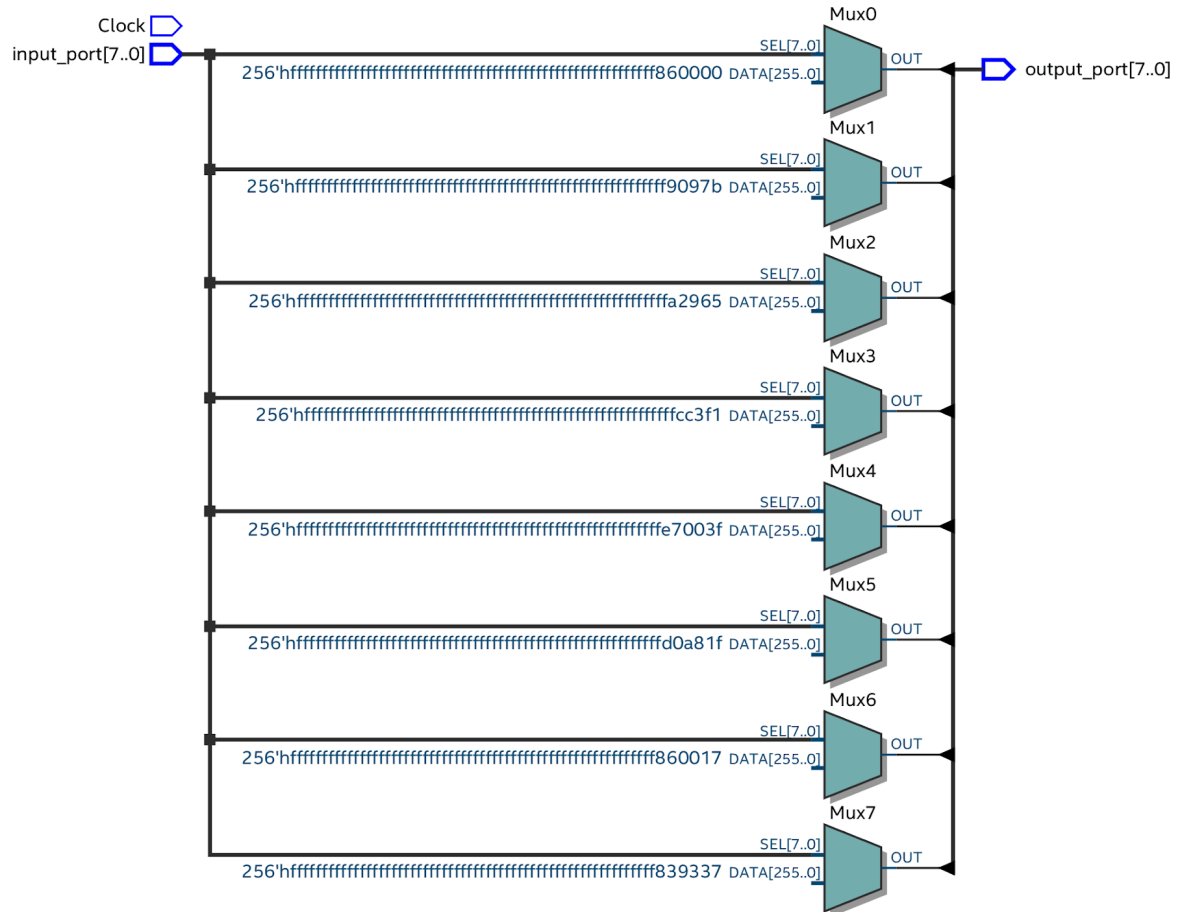 Clock
input_port[7..0]
Mux0
SEL[7..0]
256'hffffffffffffffffffffffffffffffffffffffffffffffffffffffffff860000 DATA[255..0]
OUT
output_port[7..0]
Mux1
SEL[7..0]
256'hfffffffffffffffffffffffffffffffffffffffffffffffffffffffffff9097b DATA[255..0]
OUT
Mux2
SEL[7..0]
256'hfffffffffffffffffffffffffffffffffffffffffffffffffffffffffffa2965 DATA[255..0]
OUT
Mux3
SEL[7..0]
256'hfffffffffffffffffffffffffffffffffffffffffffffffffffffffffffcc3f1 DATA[255..0]
OUT
Mux4
SEL[7..0]
256'hffffffffffffffffffffffffffffffffffffffffffffffffffffffffffe7003f DATA[255..0]
OUT
Mux5
SEL[7..0]
256'hffffffffffffffffffffffffffffffffffffffffffffffffffffffffffd0a81f DATA[255..0]
OUT
Mux6
SEL[7..0]
256'hffffffffffffffffffffffffffffffffffffffffffffffffffffffffff860017 DATA[255..0]
OUT
Mux7
SEL[7..0]
256'hffffffffffffffffffffffffffffffffffffffffffffffffffffffffff839337 DATA[255..0]
OUT